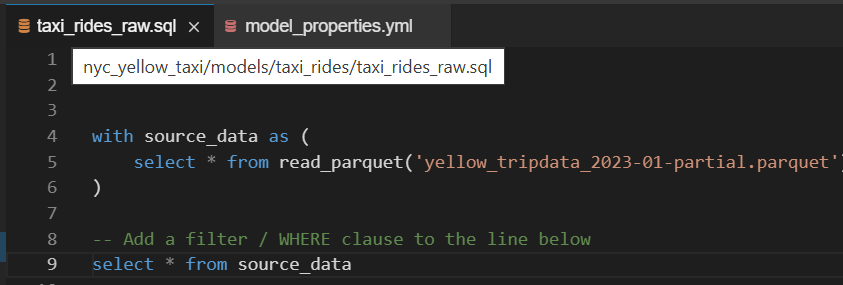 taxi_rides_raw.sql × model_properties.yml
1 nyc_yellow_taxi/models/taxi_rides/taxi_rides_raw.sql
2
3
4 with source_data as (
5 select * from read_parquet('yellow_tripdata_2023-01-partial.parquet')
6 )
7
8 -- Add a filter / WHERE clause to the line below
9 select * from source_data